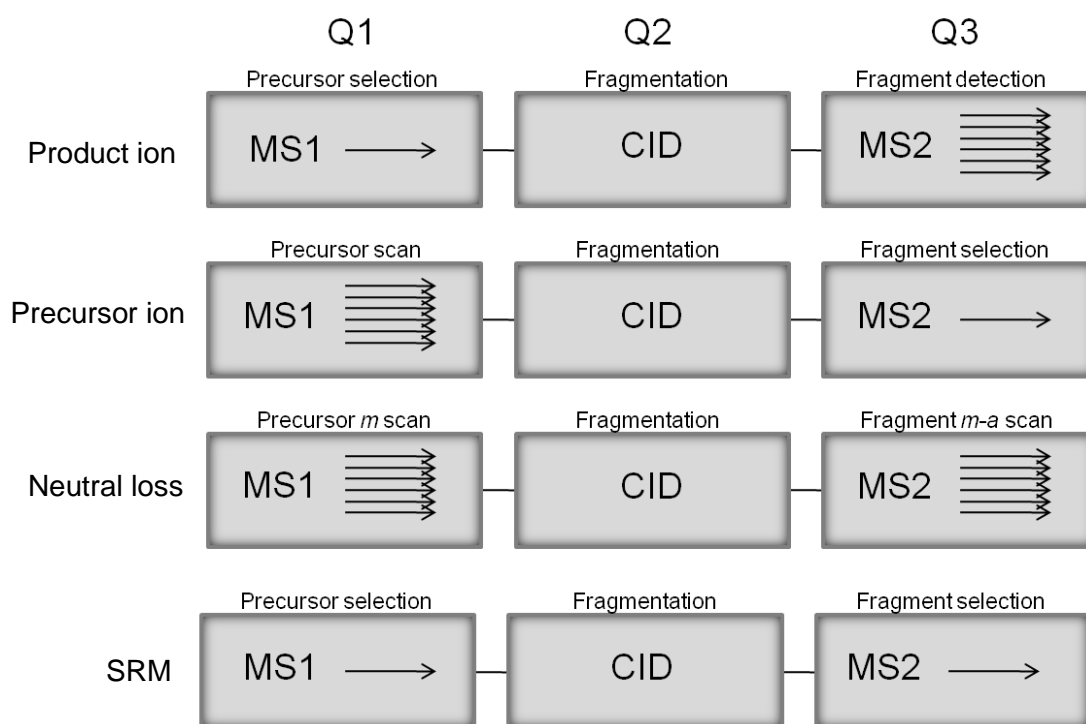 Q1 Q2 Q3
Precursor selection Fragmentation Fragment detection
Product ion MS1 CID MS2
Precursor scan Fragmentation Fragment selection
Precursor ion MS1 CID MS2
Precursor m scan Fragmentation Fragment m-a scan
Neutral loss MS1 CID MS2
Precursor selection Fragmentation Fragment selection
SRM MS1 CID MS2